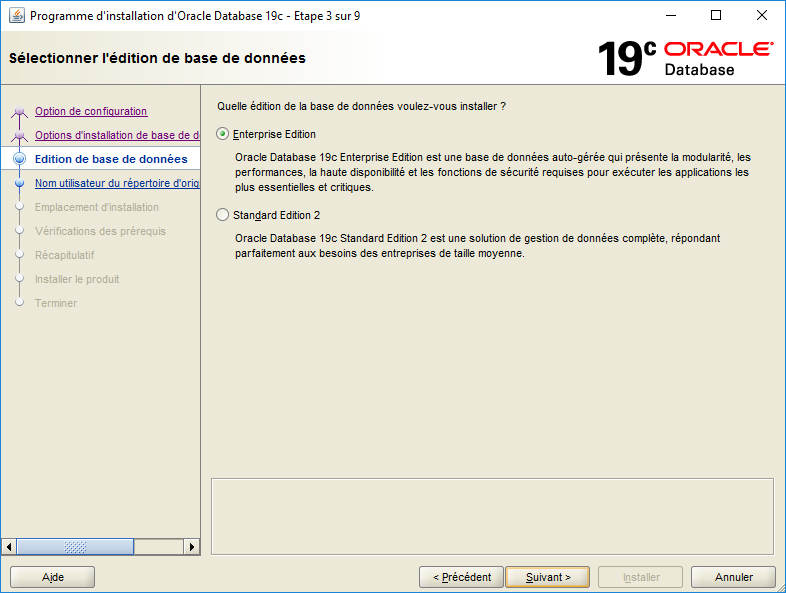 Programme d'installation d'Oracle Database 19c - Etape 3 sur 9
Sélectionner l'édition de base de données
19c ORACLE
Database
Option de configuration
Options d'installation de base de d
Edition de base de données
Nom utilisateur du répertoire d'orig
Emplacement d'installation
Vérifications des prérequis
Récapitulatif
Installer le produit
Terminer
Quelle édition de la base de données voulez-vous installer ?
Enterprise Edition
Oracle Database 19c Enterprise Edition est une base de données auto-gérée qui présente la modularité, les
performances, la haute disponibilité et les fonctions de sécurité requises pour exécuter les applications les
plus essentielles et critiques.
Standard Edition 2
Oracle Database 19c Standard Edition 2 est une solution de gestion de données complète, répondant
parfaitement aux besoins des entreprises de taille moyenne.
Aide
< Précédent
Suivant >
Installer
Annuler